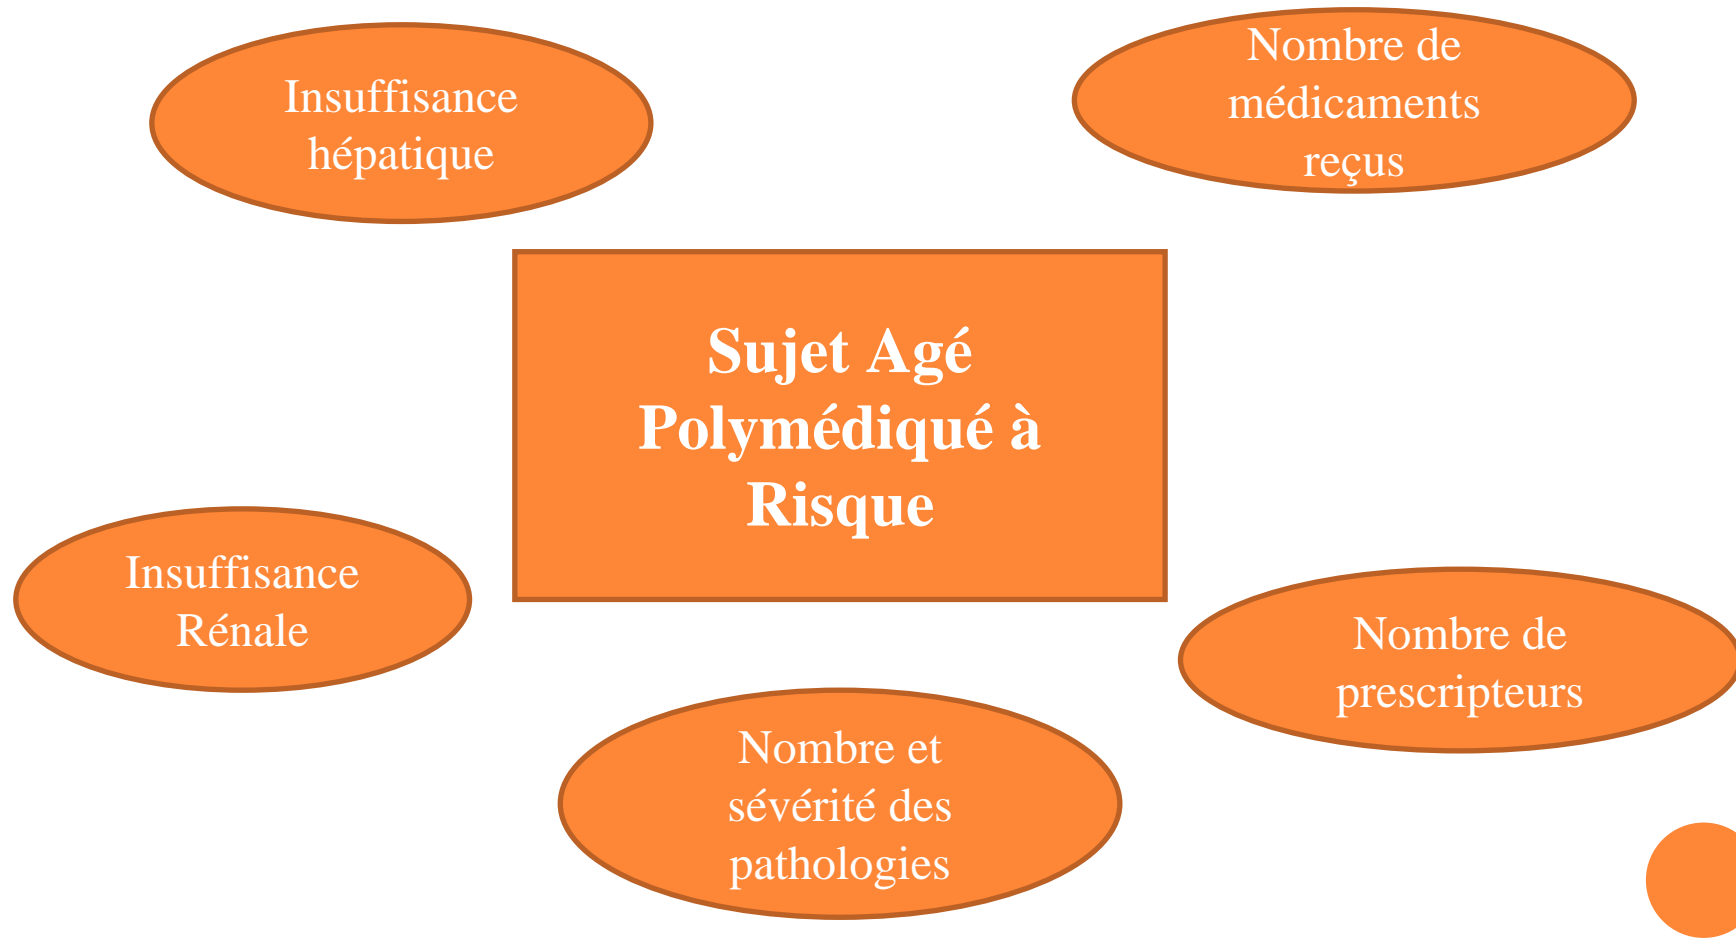 Insuffisance
hépatique
Nombre de
médicaments
reçus
Sujet Agé
Polymédiqué à
Risque
Insuffisance
Rénale
Nombre de
prescripteurs
Nombre et
sévérité des
pathologies